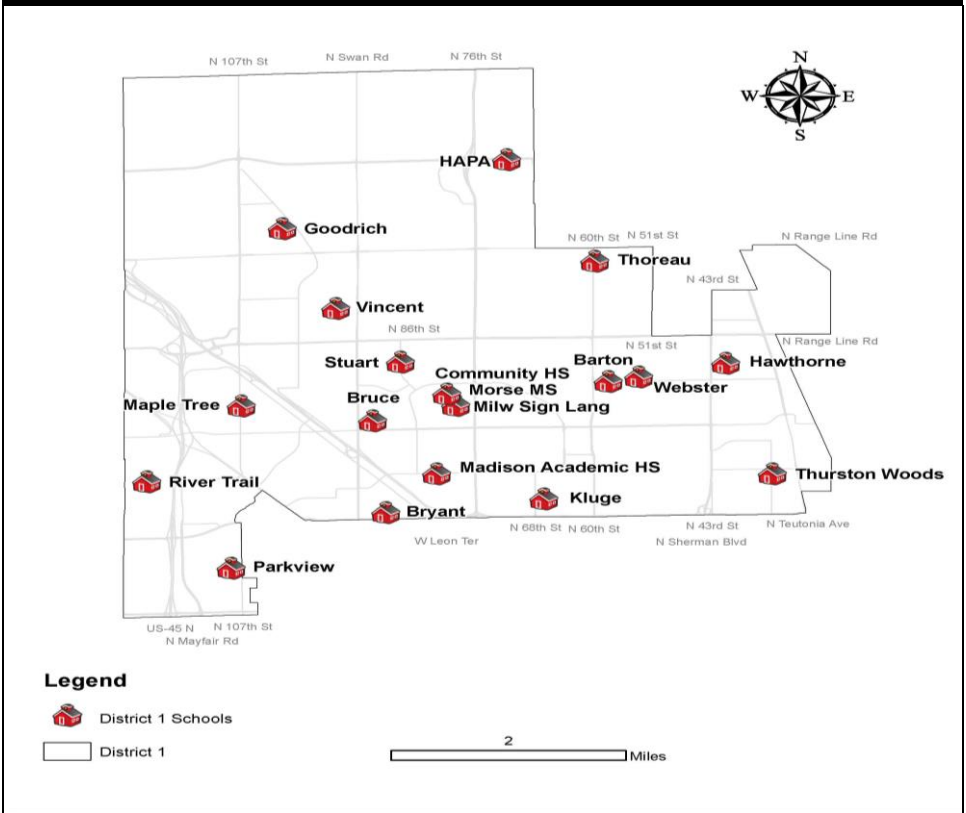 N 107th St
N Swan Rd
N 76th St
N
W
E
S
HAPA
Goodrich
N 60th St
N 51st St
N Range Line Rd
Thoreau
N 43rd St
Vincent
N 86th St
N 51st St
N Range Line Rd
Stuart
Barton
Hawthorne
Community HS
Webster
Morse MS
Bruce
Maple Tree
Milw Sign Lang
Madison Academic HS
Thurston Woods
River Trail
Kluge
Bryant
N 68th St
N 60th St
N 43rd St
N Teutonia Ave
W Leon Ter
N Sherman Blvd
Parkview
US-45 N
N 107th St
N Mayfair Rd
Legend
District 1 Schools
District 1
2
Miles